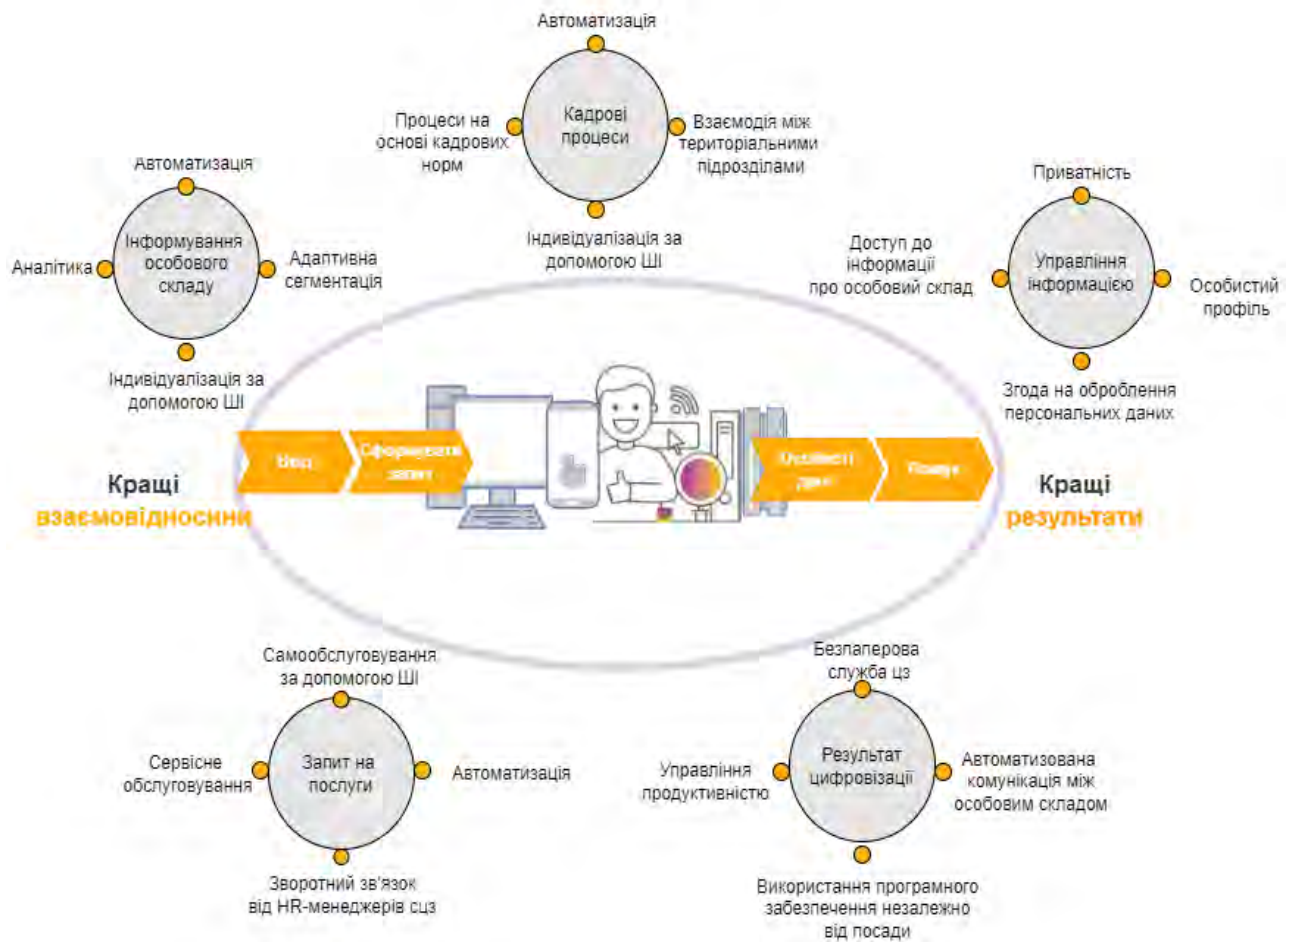 Автоматизація
Кадрові
процеси
Процеси на
основі кадрових
норм
Взаємодія між
територіальними
підрозділами
Індивідуалізація за
допомогою ШІ
Автоматизація
Інформування
особового
складу
Аналітика
Адаптивна
сегментація
Індивідуалізація за
допомогою ШІ
Приватність
Доступ до
інформації
про особовий склад
Управління
інформацією
Особистий
профіль
Згода на оброблення
персональних даних
Сформувати
запит
Кращі
взаємовідносини
Кращі
результати
Самообслуговування
за допомогою ШІ
Сервісне
обслуговування
Запит на
послуги
Автоматизація
Зворотний зв'язок
від HR-менеджерів сцз
Безпаперова
служба цз
Управління
продуктивністю
Результат
цифровізації
Автоматизована
комунікація між
особовим складом
Використання програмного
забезпечення незалежно
від посади